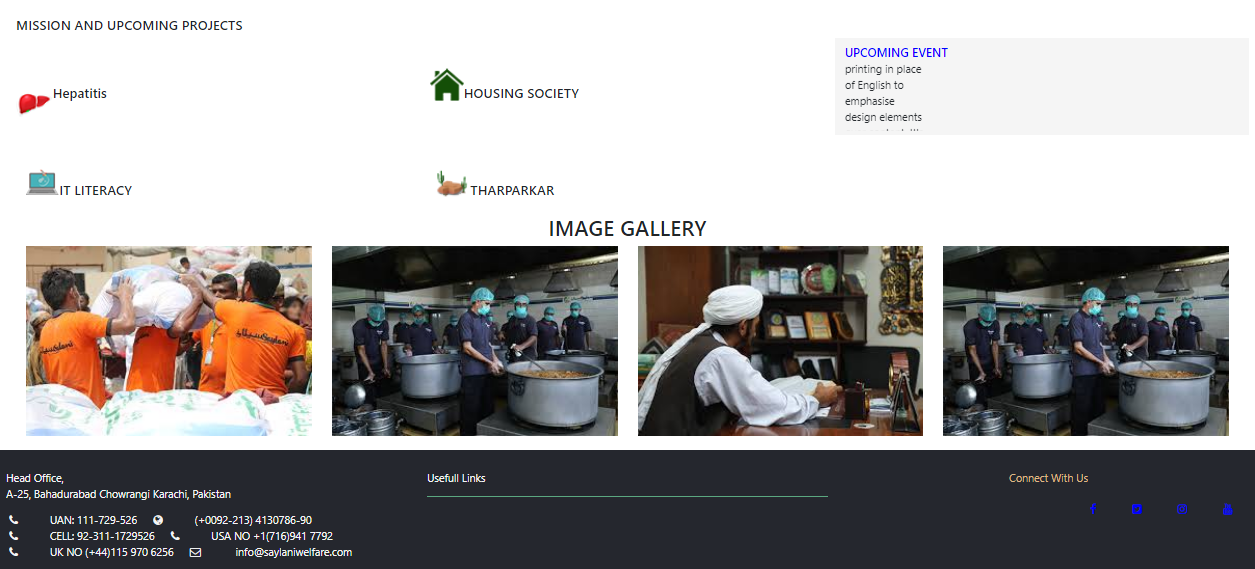 MISSION AND UPCOMING PROJECTS
UPCOMING EVENT
printing in place
of English to
emphasise
design elements
Hepatitis
HOUSING SOCIETY
IT LITERACY
THARPARKAR
IMAGE GALLERY
Saylani
Head Office,
A-25, Bahadurabad Chowrangi Karachi, Pakistan
UAN: 111-729-526 (+0092-213) 4130786-90
CELL: 92-311-1729526 USA NO +1(716)941 7792
UK NO (+44)115 970 6256 info@saylaniwelfare.com
Usefull Links
Connect With Us